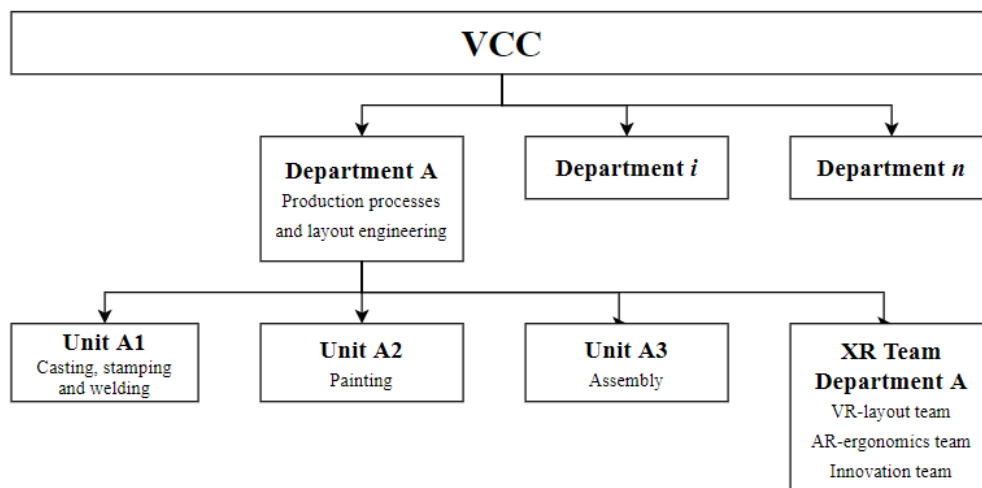 VCC
Department A
Production processes
and layout engineering
Department i
Department n
Unit A1
Casting, stamping
and welding
Unit A2
Painting
Unit A3
Assembly
XR Team
Department A
VR-layout team
AR-ergonomics team
Innovation team